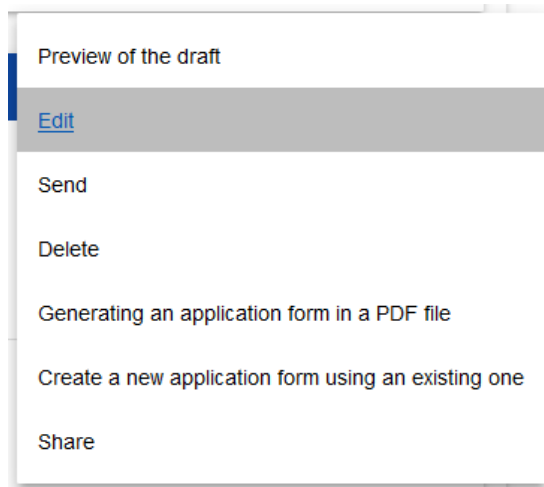 Preview of the draft
Edit
Send
Delete
Generating an application form in a PDF file
Create a new application form using an existing one
Share